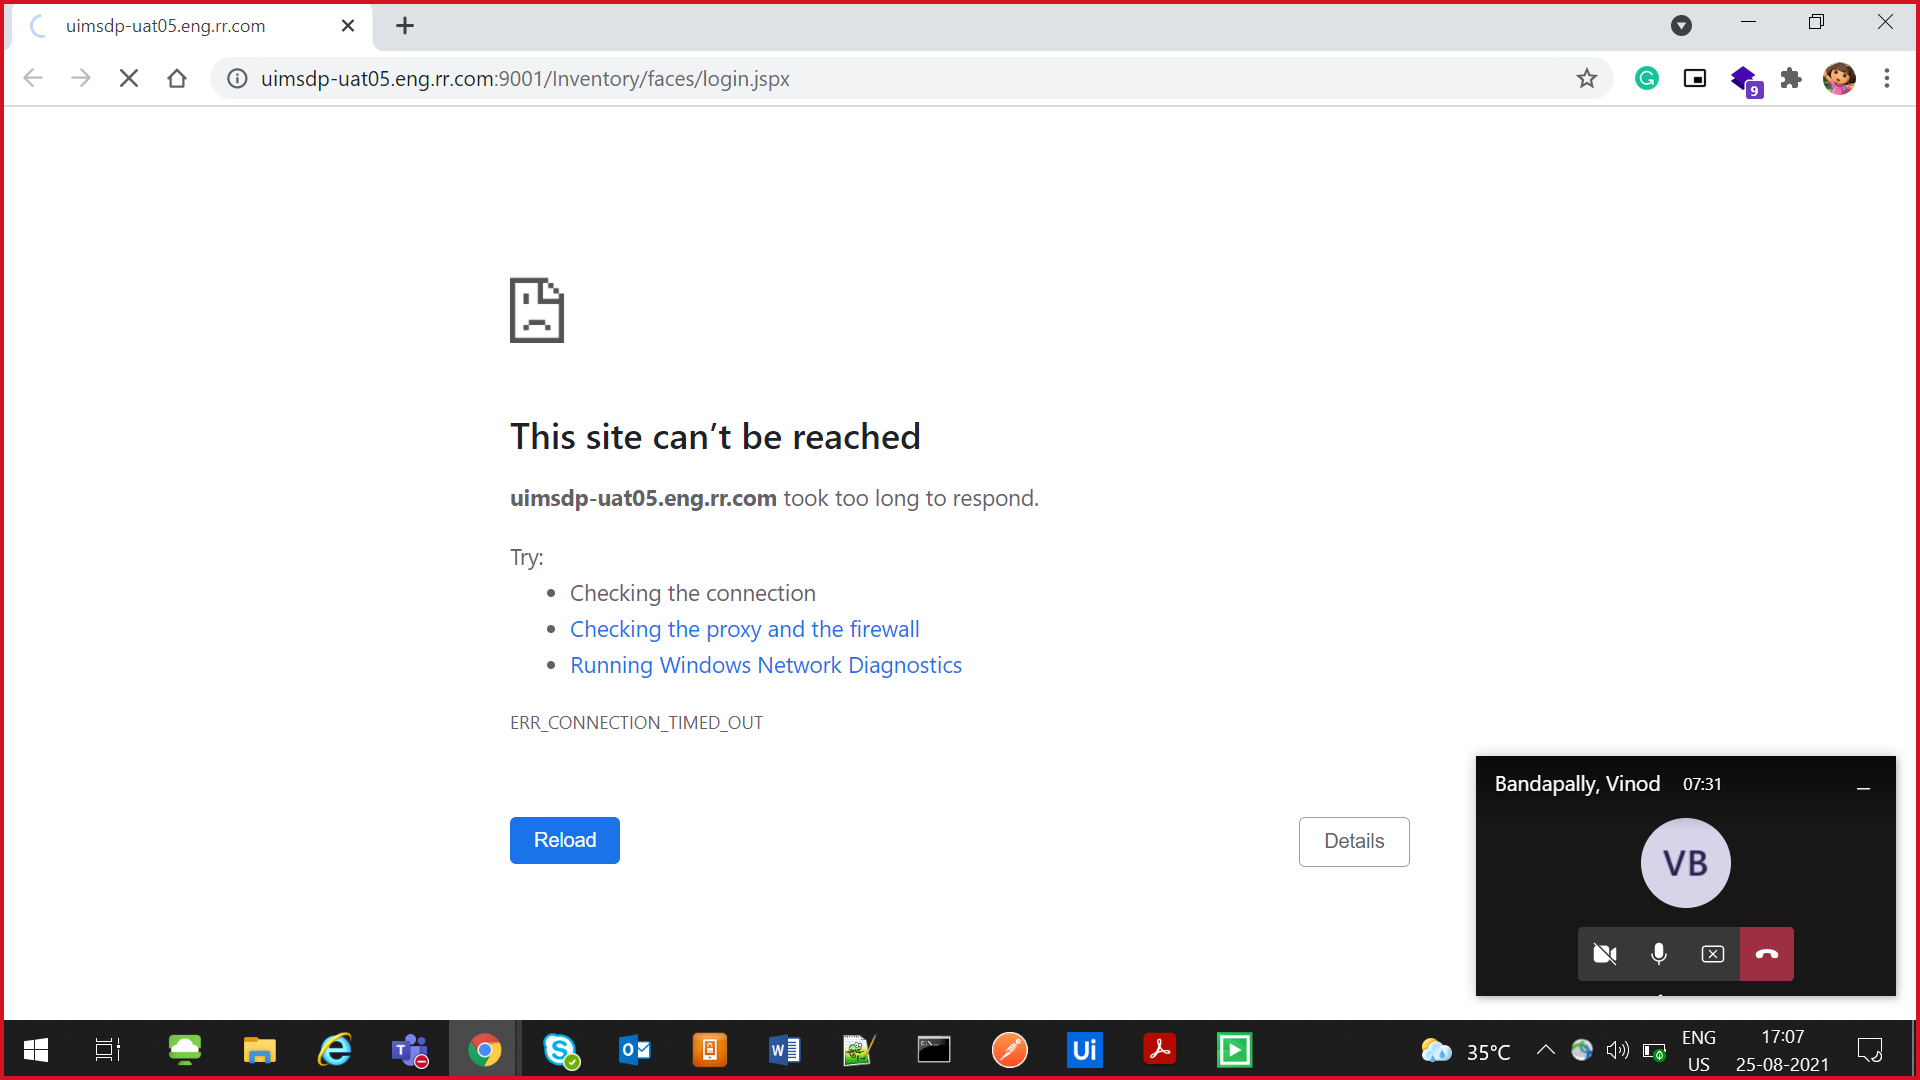 uimsdp-uat05.eng.rr.com
uimsdp-uat05.eng.rr.com:9001/Inventory/faces/login.jspx
9
This site can’t be reached
uimsdp-uat05.eng.rr.com took too long to respond.
Try:
Checking the connection
Checking the proxy and the firewall
Running Windows Network Diagnostics
ERR_CONNECTION_TIMED_OUT
Reload
Details
Bandapally, Vinod 07:31
VB
Ui
35°C
ENG
US
17:07
25-08-2021